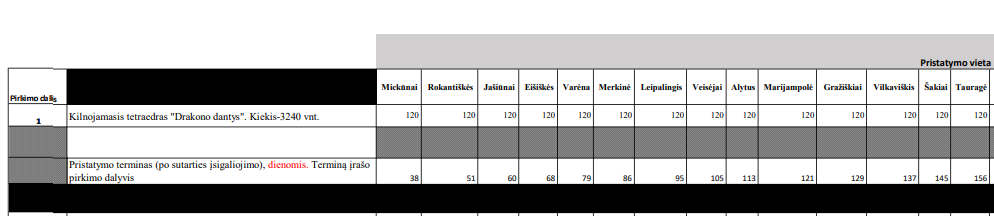 Pristatymo vieta
Pirkimo dalis Mickūnai Rokantiškės Jašiūnai Eišiškės Varėna Merkinė Leipalingis Veisėjai Alytus Marijampolė Gražiškiai Vilkaviškis Šakiai Tauragė
1 Kilnojamasis tetraedras "Drakono dantys". Kiekis-3240 vnt. 120 120 120 120 120 120 120 120 120 120 120 120 120 120
Pristatymo terminas (po sutarties įsigaliojimo), dienomis. Terminą įrašo
pirkimo dalyvis 38 51 60 68 79 86 95 105 113 121 129 137 145 156